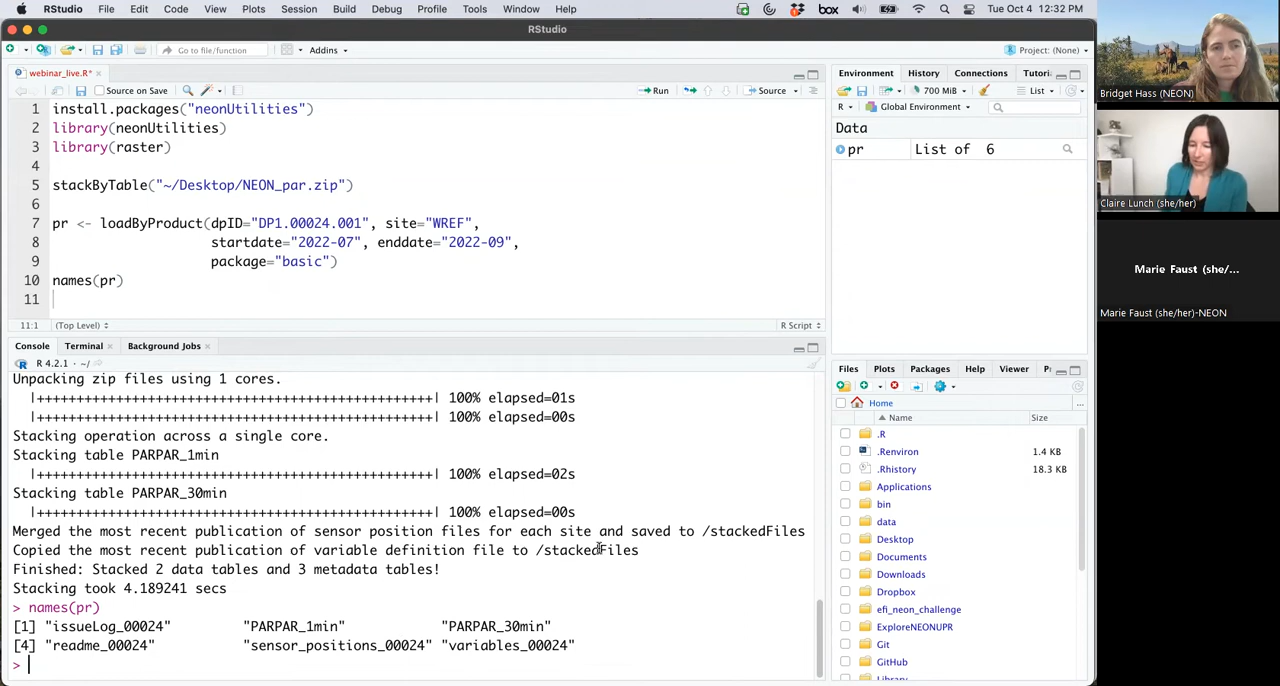 RStudio File Edit Code View Plots Session Build Debug Profile Tools Window Help box Tue Oct 4 12:32 PM
RStudio
Go to file/function Addins Project: (None)
webinar_live.R*
Source on Save Run Source
1 install.packages("neonUtilities")
2 library(neonUtilities)
3 library(raster)
4
5 stackByTable("~/Desktop/NEON_par.zip")
6
7 pr <- loadByProduct(dpID="DP1.00024.001", site="WREF",
8 startdate="2022-07", enddate="2022-09",
9 package="basic")
10 names(pr)
11
11:1 (Top Level) R Script
Console Terminal Background Jobs
R 4.2.1 · ~/
Unpacking zip files using 1 cores.
|++++++++++++++++++++++++++++++++++++++++++++++++++| 100% elapsed=01s
|++++++++++++++++++++++++++++++++++++++++++++++++++| 100% elapsed=00s
Stacking operation across a single core.
Stacking table PARPAR_1min
|++++++++++++++++++++++++++++++++++++++++++++++++++| 100% elapsed=02s
Stacking table PARPAR_30min
|++++++++++++++++++++++++++++++++++++++++++++++++++| 100% elapsed=00s
Merged the most recent publication of sensor position files for each site and saved to /stackedFiles
Copied the most recent publication of variable definition file to /stackedFiles
Finished: Stacked 2 data tables and 3 metadata tables!
Stacking took 4.189241 secs
> names(pr)
[1] "issueLog_00024" "PARPAR_1min" "PARPAR_30min"
[4] "readme_00024" "sensor_positions_00024" "variables_00024"
>
Environment History Connections Tutori
700 MiB List
R Global Environment
Data
pr List of 6
Files Plots Packages Help Viewer P
Home ...
Name Size
.R
.Renviron 1.4 KB
.Rhistory 18.3 KB
Applications
bin
data
Desktop
Documents
Downloads
Dropbox
efi_neon_challenge
ExploreNEONUPR
Git
GitHub
Library
Bridget Hass (NEON)
Claire Lunch (she/her)
Marie Faust (she/...
Marie Faust (she/her)-NEON